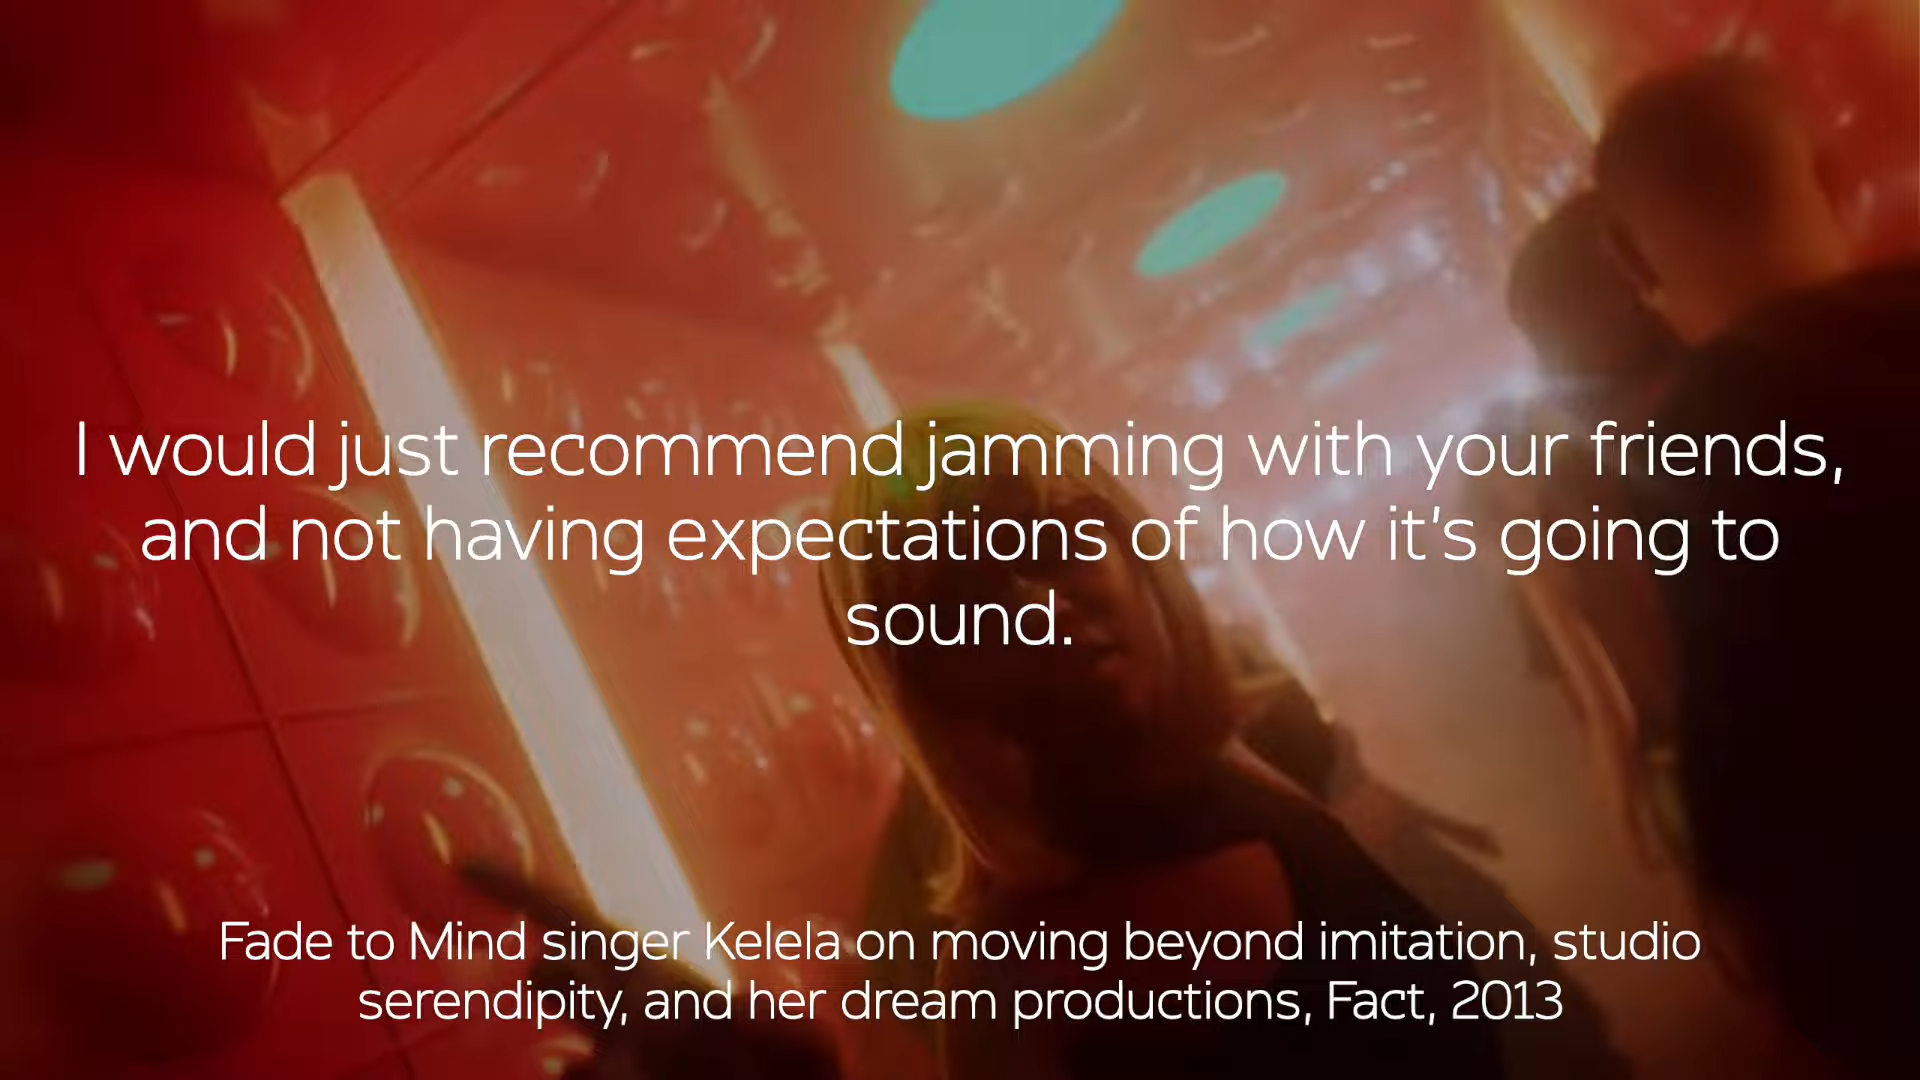 I would just recommend jamming with your friends,
and not having expectations of how it's going to
sound.
Fade to Mind singer Kelela on moving beyond imitation, studio
serendipity, and her dream productions, Fact, 2013